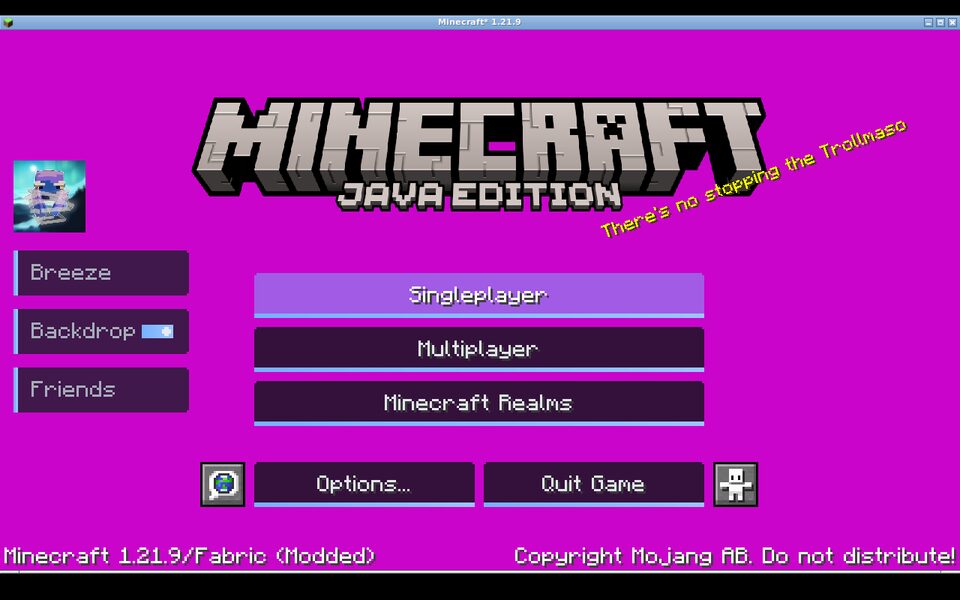 Minecraft* 1.21.9
MINECRAFT
JAVA EDITION
There's no stopping the Trollmaso
Breeze
Backdrop
Friends
Singleplayer
Multiplayer
Minecraft Realms
Options...
Quit Game
Minecraft 1.21.9/Fabric (Modded)
Copyright Mojang AB. Do not distribute!